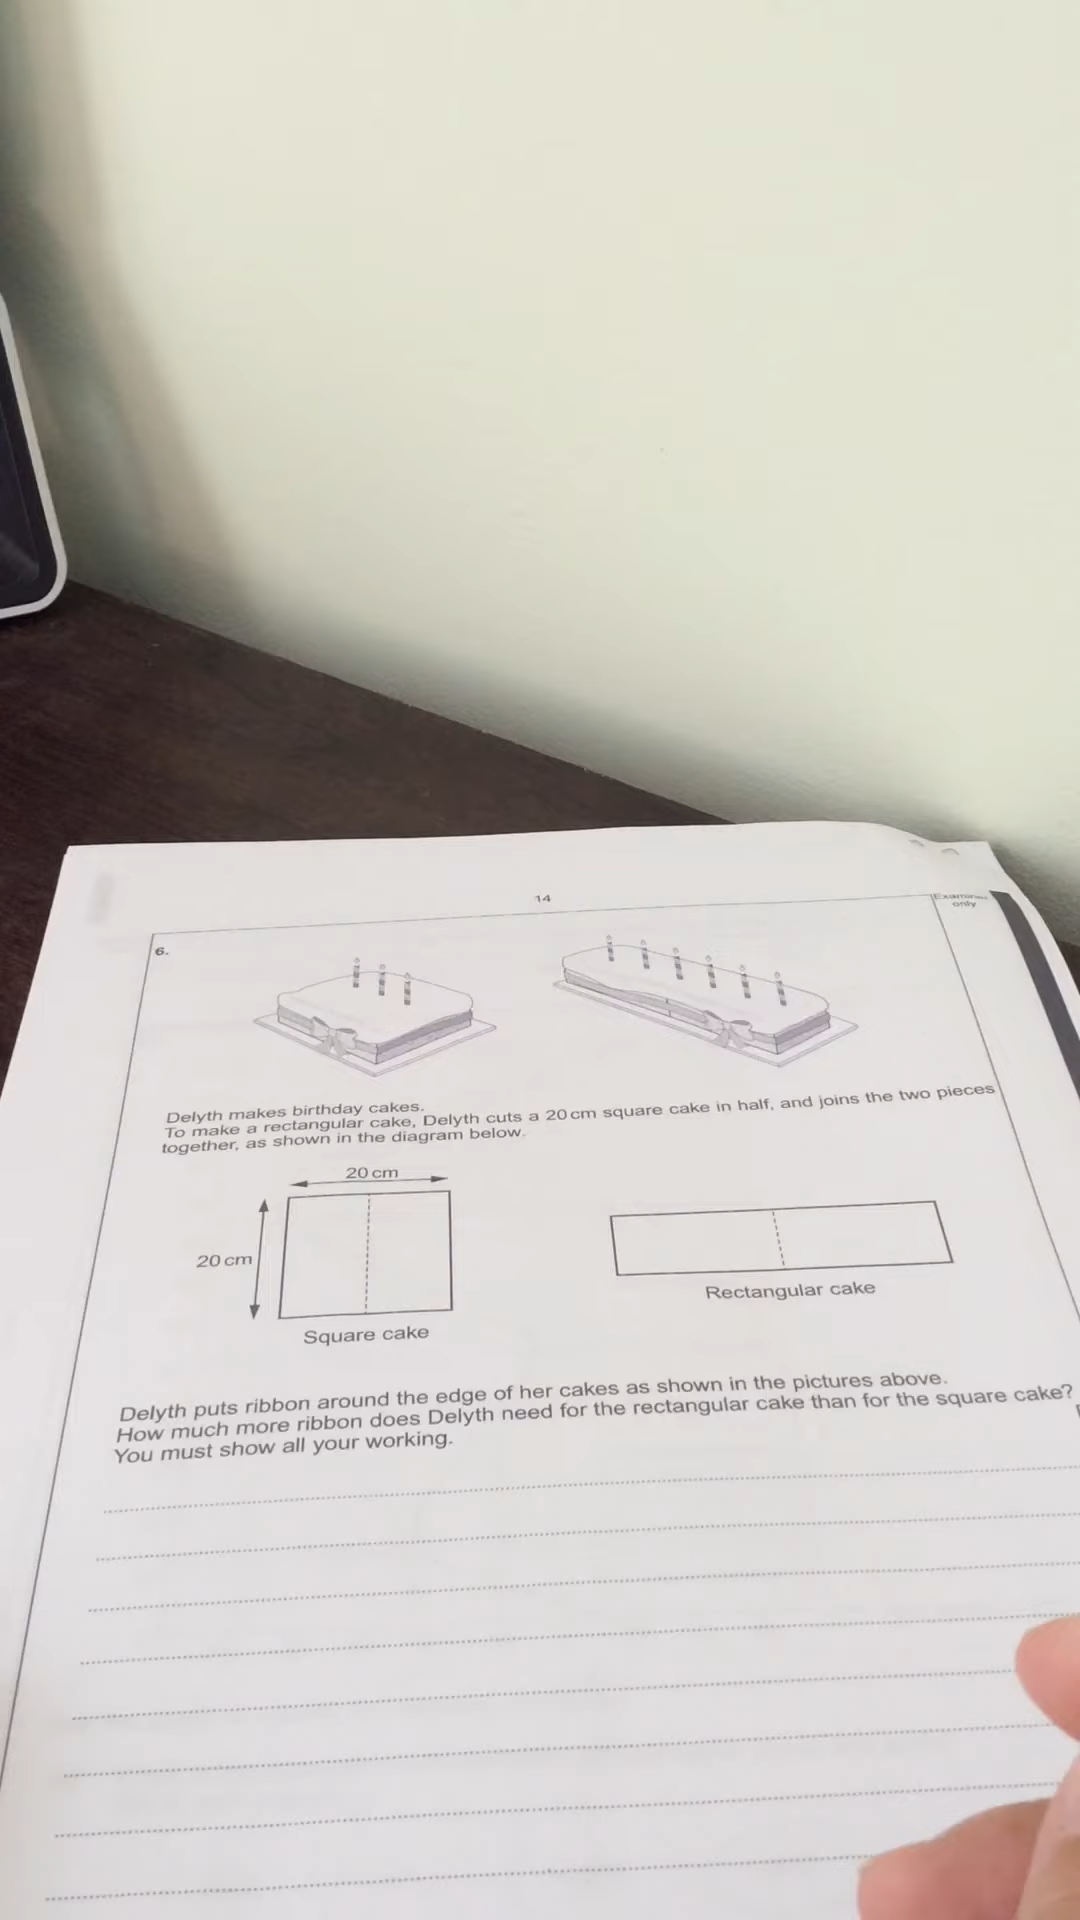 14
only
6.
Delyth makes birthday cakes.
To make a rectangular cake, Delyth cuts a 20 cm square cake in half, and joins the two pieces
together, as shown in the diagram below.
20 cm
20 cm
Square cake
Rectangular cake
Delyth puts ribbon around the edge of her cakes as shown in the pictures above.
How much more ribbon does Delyth need for the rectangular cake than for the square cake?
You must show all your working.